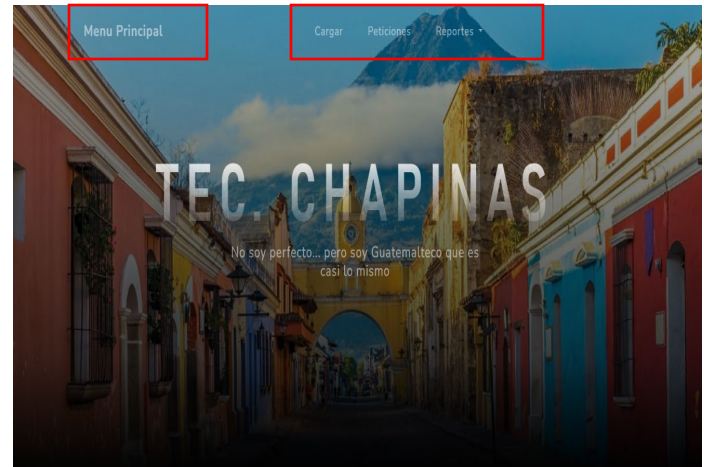 Menu Principal
Cargar Peticiones Reportes
TEC. CHAPINAS
No soy perfecto... pero soy Guatemalteco que es
casi lo mismo